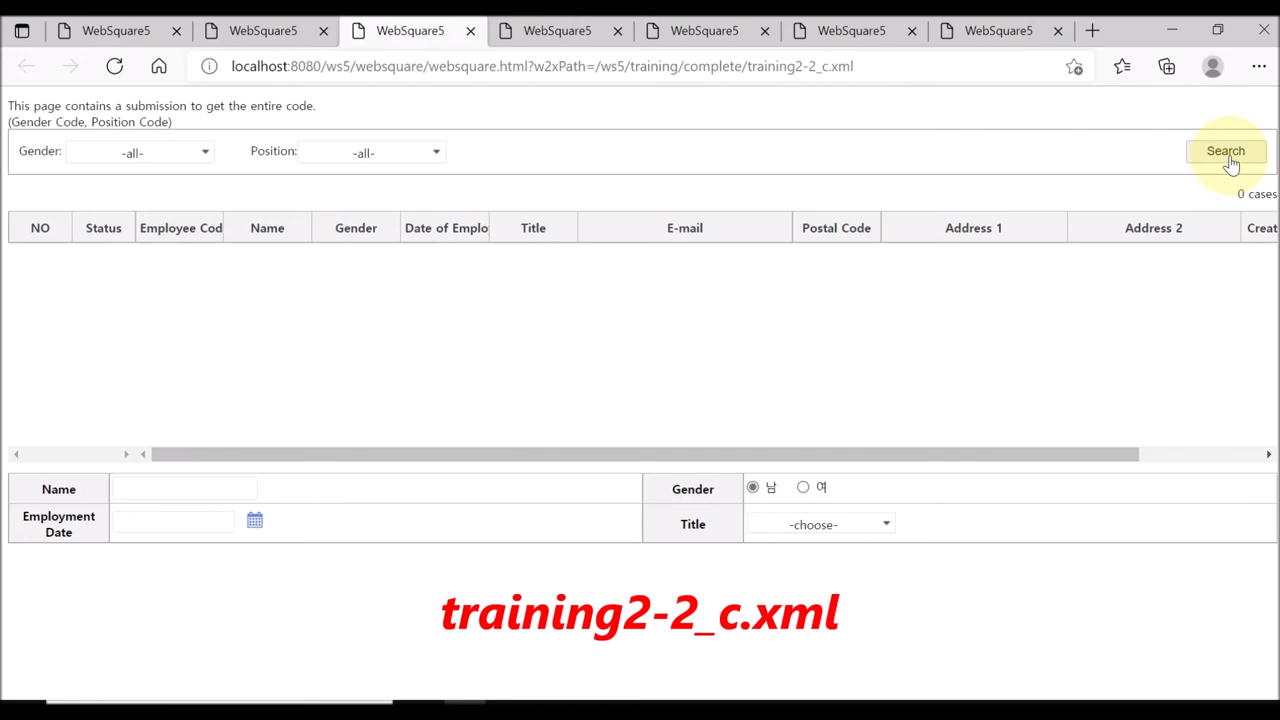 WebSquare5 WebSquare5 WebSquare5 WebSquare5 WebSquare5 WebSquare5 WebSquare5
localhost:8080/ws5/websquare/websquare.html?w2xPath=/ws5/training/complete/training2-2_c.xml
This page contains a submission to get the entire code.
(Gender Code, Position Code)
Gender: -all- Position: -all- Search
0 cases
NO Status Employee Cod Name Gender Date of Emplo Title E-mail Postal Code Address 1 Address 2 Creat
Name Gender 남 여
Employment
Date Title -choose-
training2-2_c.xml